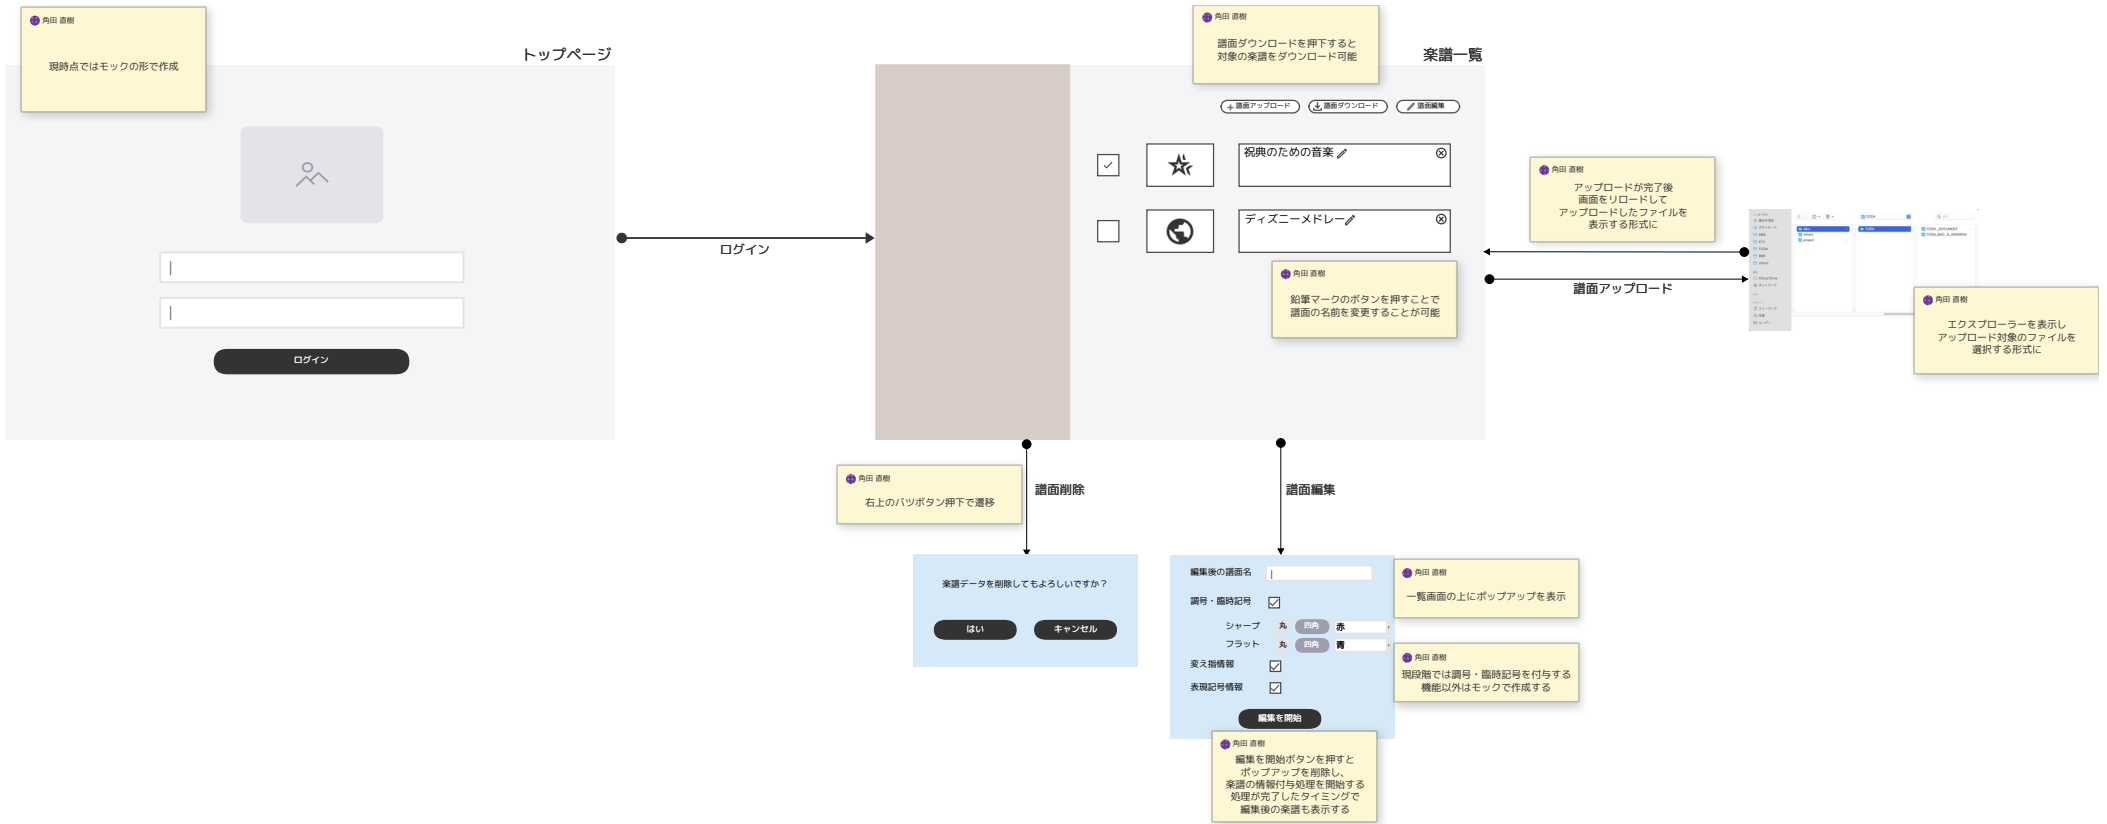 角田 直樹
現時点ではモックの形で作成
トップページ
ログイン
ログイン
角田 直樹
譜面ダウンロードを押下すると
対象の楽譜をダウンロード可能
楽譜一覧
譜面アップロード
譜面ダウンロード
譜面編集
祝典のための音楽
ディズニーメドレー
角田 直樹
鉛筆マークのボタンを押すことで
譜面の名前を変更することが可能
角田 直樹
アップロードが完了後
画面をリロードして
アップロードしたファイルを
表示する形式に
譜面アップロード
CODA
角田 直樹
エクスプローラーを表示し
アップロード対象のファイルを
選択する形式に
角田 直樹
右上のバツボタン押下で遷移
譜面削除
楽譜データを削除してもよろしいですか？
はい
キャンセル
譜面編集
編集後の譜面名
調号・臨時記号
シャープ 丸 四角 赤
フラット 丸 四角 青
変え指情報
表現記号情報
編集を開始
角田 直樹
一覧画面の上にポップアップを表示
角田 直樹
現段階では調号・臨時記号を付与する
機能以外はモックで作成する
角田 直樹
編集を開始ボタンを押すと
ポップアップを削除し、
楽譜の情報付与処理を開始する
処理が完了したタイミングで
編集後の楽譜も表示する